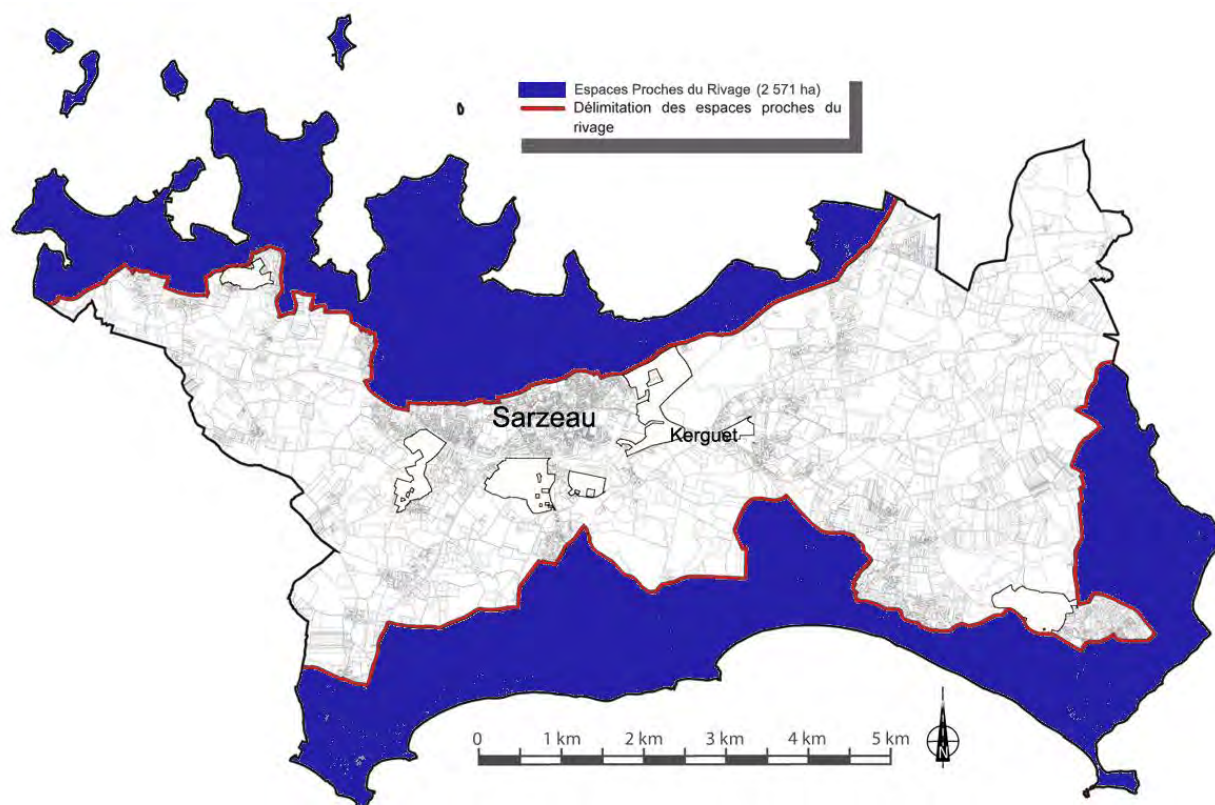 Espaces Proches du Rivage (2 571 ha)
Délimitation des espaces proches du
rivage
Sarzeau
Kerguet
0 1 km 2 km 3 km 4 km 5 km
N